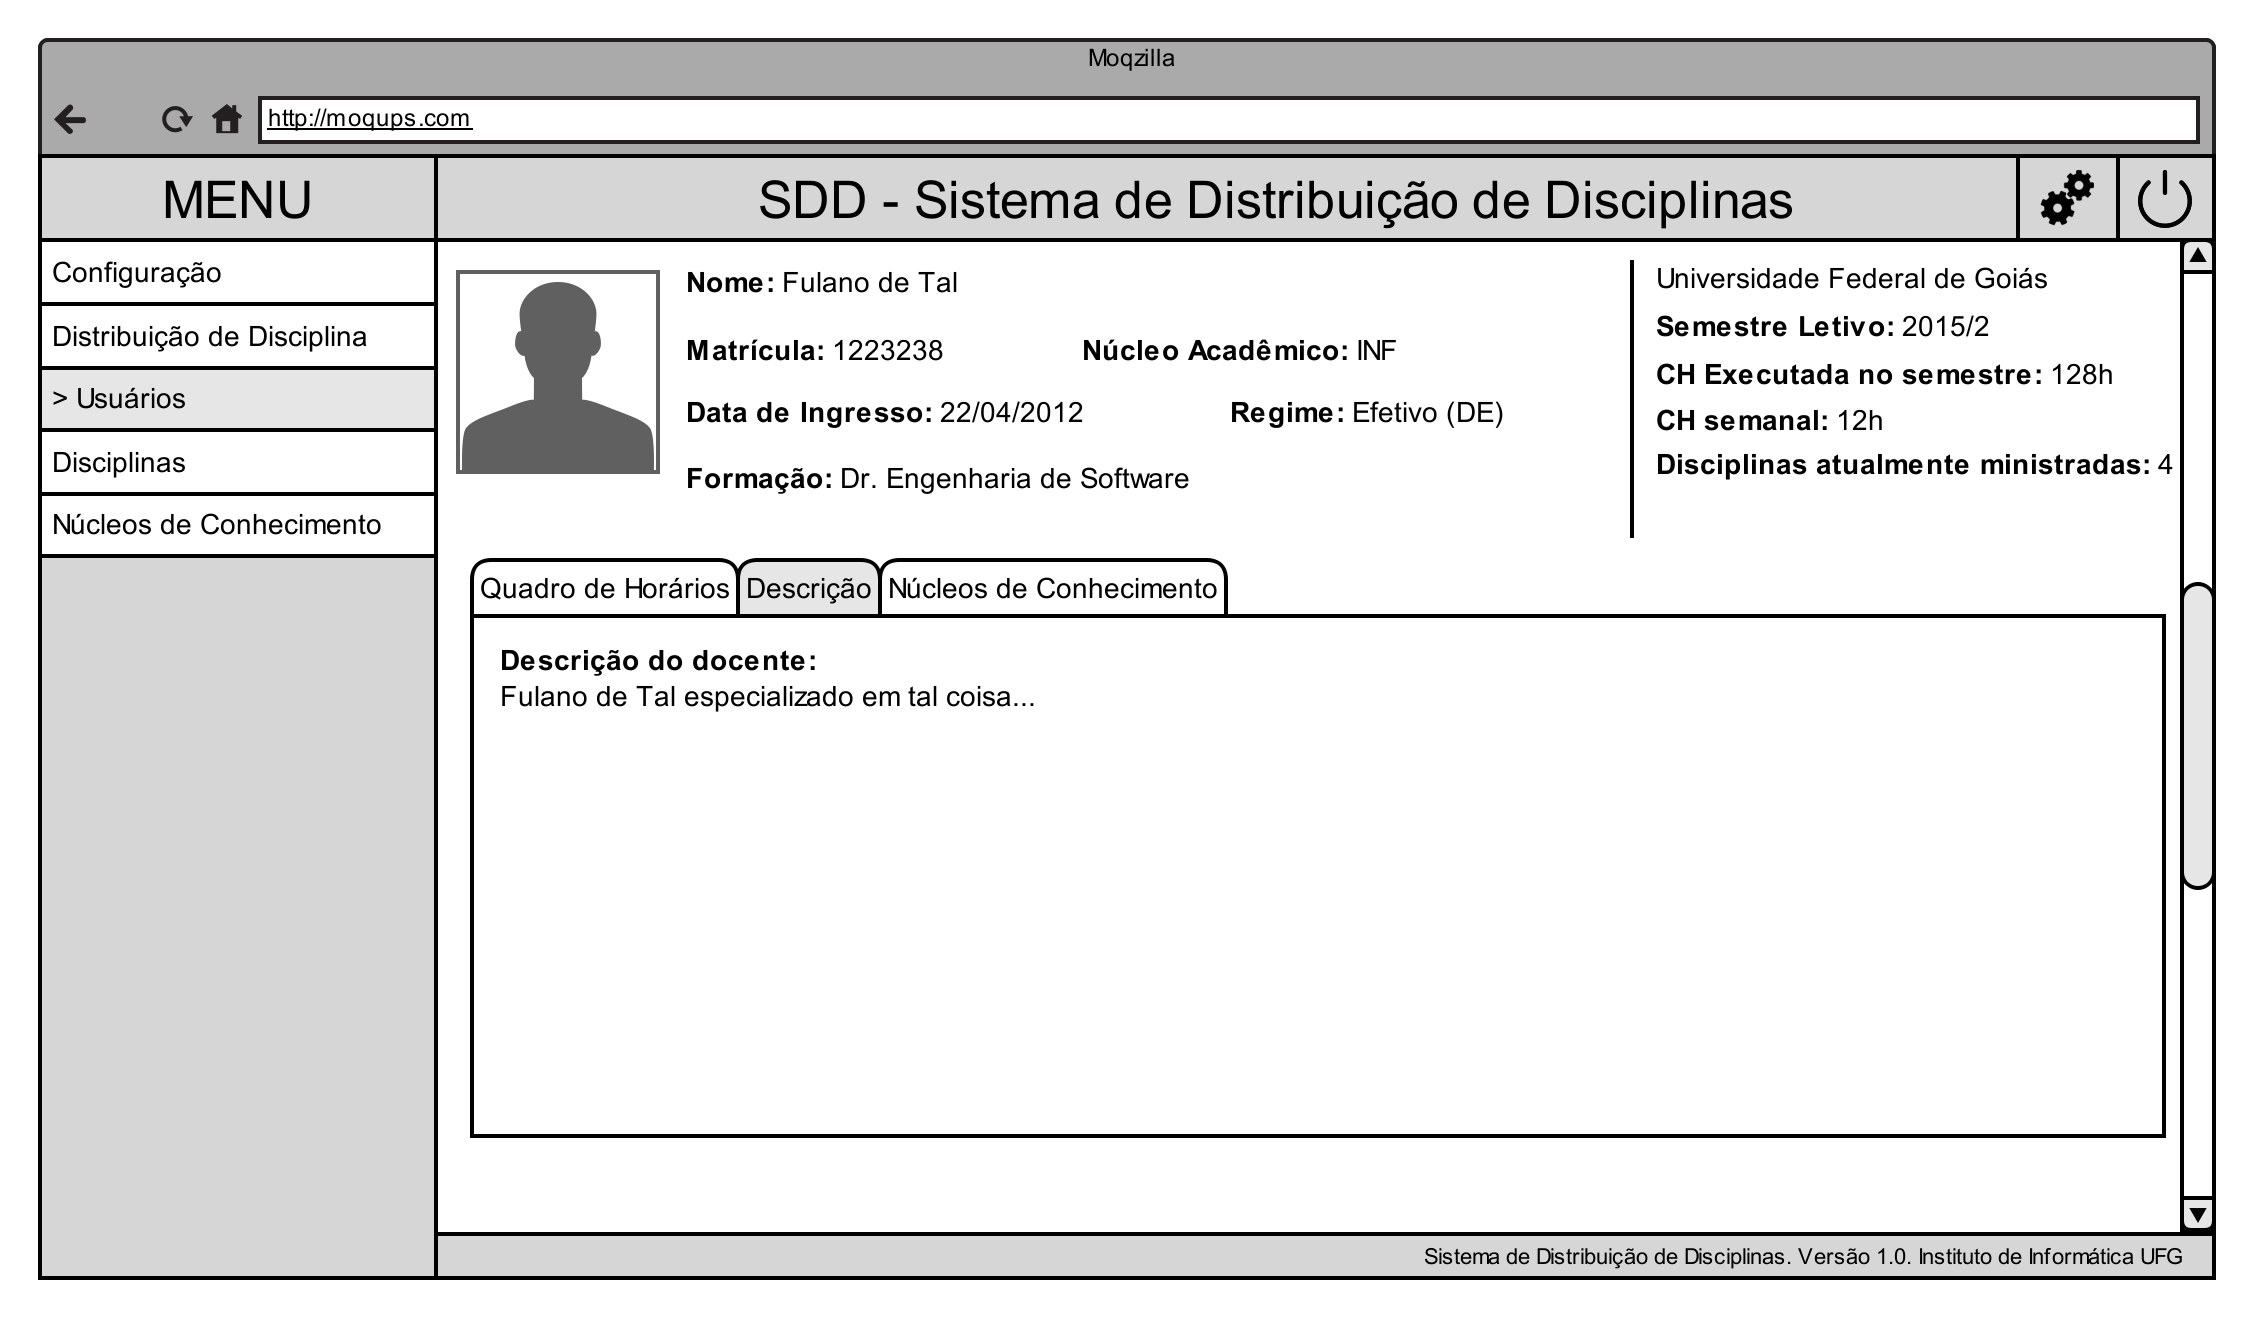 Moqzilla
http://moqups.com
MENU
SDD - Sistema de Distribuição de Disciplinas
Configuração
Distribuição de Disciplina
> Usuários
Disciplinas
Núcleos de Conhecimento
Nome: Fulano de Tal
Matrícula: 1223238 Núcleo Acadêmico: INF
Data de Ingresso: 22/04/2012 Regime: Efetivo (DE)
Formação: Dr. Engenharia de Software
Universidade Federal de Goiás
Semestre Letivo: 2015/2
CH Executada no semestre: 128h
CH semanal: 12h
Disciplinas atualmente ministradas: 4
Quadro de Horários Descrição Núcleos de Conhecimento
Descrição do docente:
Fulano de Tal especializado em tal coisa...
Sistema de Distribuição de Disciplinas. Versão 1.0. Instituto de Informática UFG